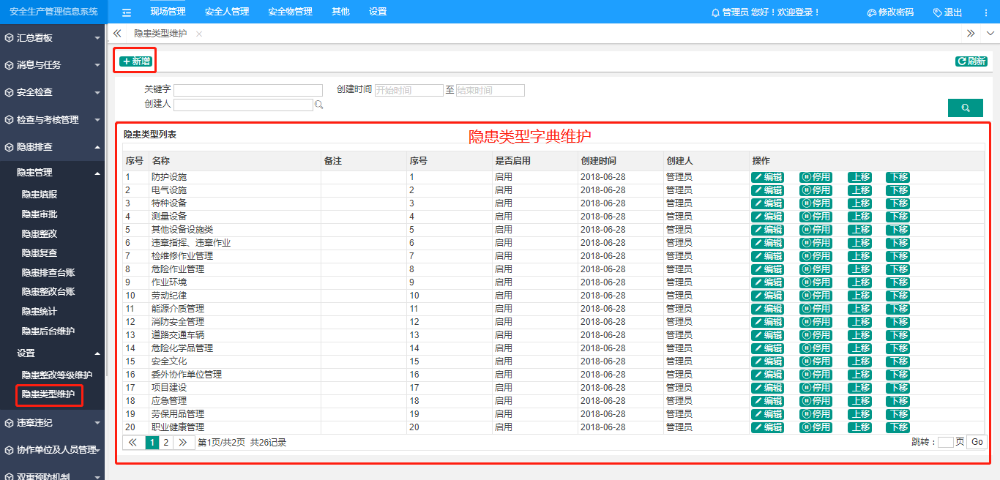 安全生产管理信息系统 现场管理 安全人管理 安全物管理 其他 设置 管理员 您好！欢迎登录！ 修改密码 退出
汇总看板
消息与任务
安全检查
检查与考核管理
隐患排查
隐患管理
隐患填报
隐患审批
隐患整改
隐患复查
隐患排查台账
隐患整改台账
隐患统计
隐患后台维护
设置
隐患整改等级维护
隐患类型维护
违章违纪
协作单位及人员管理
双重预防机制
隐患类型维护
新增 刷新
关键字 创建时间 开始时间 至 结束时间
创建人
隐患类型列表
隐患类型字典维护
序号 名称 备注 序号 是否启用 创建时间 创建人 操作
1 防护设施 1 启用 2018-06-28 管理员 编辑 停用 上移 下移
2 电气设施 2 启用 2018-06-28 管理员 编辑 停用 上移 下移
3 特种设备 3 启用 2018-06-28 管理员 编辑 停用 上移 下移
4 测量设备 4 启用 2018-06-28 管理员 编辑 停用 上移 下移
5 其他设备设施类 5 启用 2018-06-28 管理员 编辑 停用 上移 下移
6 违章指挥、违章作业 6 启用 2018-06-28 管理员 编辑 停用 上移 下移
7 检维修作业管理 7 启用 2018-06-28 管理员 编辑 停用 上移 下移
8 危险作业管理 8 启用 2018-06-28 管理员 编辑 停用 上移 下移
9 作业环境 9 启用 2018-06-28 管理员 编辑 停用 上移 下移
10 劳动纪律 10 启用 2018-06-28 管理员 编辑 停用 上移 下移
11 能源介质管理 11 启用 2018-06-28 管理员 编辑 停用 上移 下移
12 消防安全管理 12 启用 2018-06-28 管理员 编辑 停用 上移 下移
13 道路交通车辆 13 启用 2018-06-28 管理员 编辑 停用 上移 下移
14 危险化学品管理 14 启用 2018-06-28 管理员 编辑 停用 上移 下移
15 安全文化 15 启用 2018-06-28 管理员 编辑 停用 上移 下移
16 委外协作单位管理 16 启用 2018-06-28 管理员 编辑 停用 上移 下移
17 项目建设 17 启用 2018-06-28 管理员 编辑 停用 上移 下移
18 应急管理 18 启用 2018-06-28 管理员 编辑 停用 上移 下移
19 劳保用品管理 19 启用 2018-06-28 管理员 编辑 停用 上移 下移
20 职业健康管理 20 启用 2018-06-28 管理员 编辑 停用 上移 下移
1 2 第1页/共2页 共26记录 跳转： 页 Go